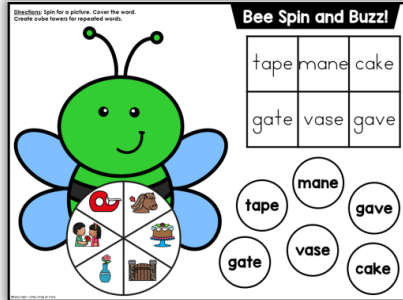 Directions: Spin for a picture. Cover the word.
Create cube towers for repeated words.
Bee Spin and Buzz!
tape mane cake
gate vase gave
mane
tape
gave
vase
gate
cake